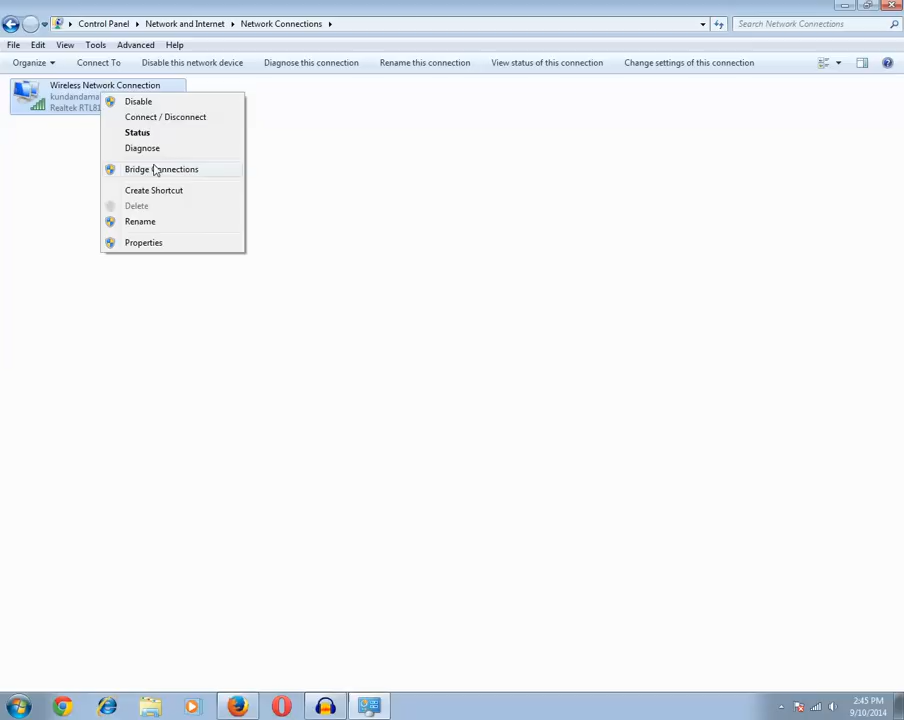 Control Panel Network and Internet Network Connections Search Network Connections
File Edit View Tools Advanced Help
Organize Connect To Disable this network device Diagnose this connection Rename this connection View status of this connection Change settings of this connection
Wireless Network Connection
Realtek
Disable
Connect / Disconnect
Status
Diagnose
Bridge Connections
Create Shortcut
Delete
Rename
Properties
2:45 PM
9/10/2014